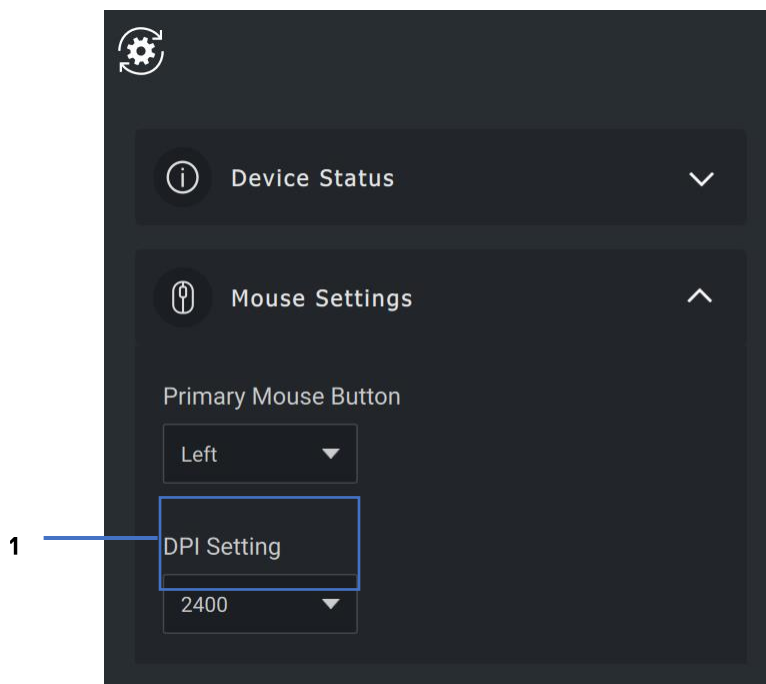 Device Status
Mouse Settings
Primary Mouse Button
Left
1
DPI Setting
2400